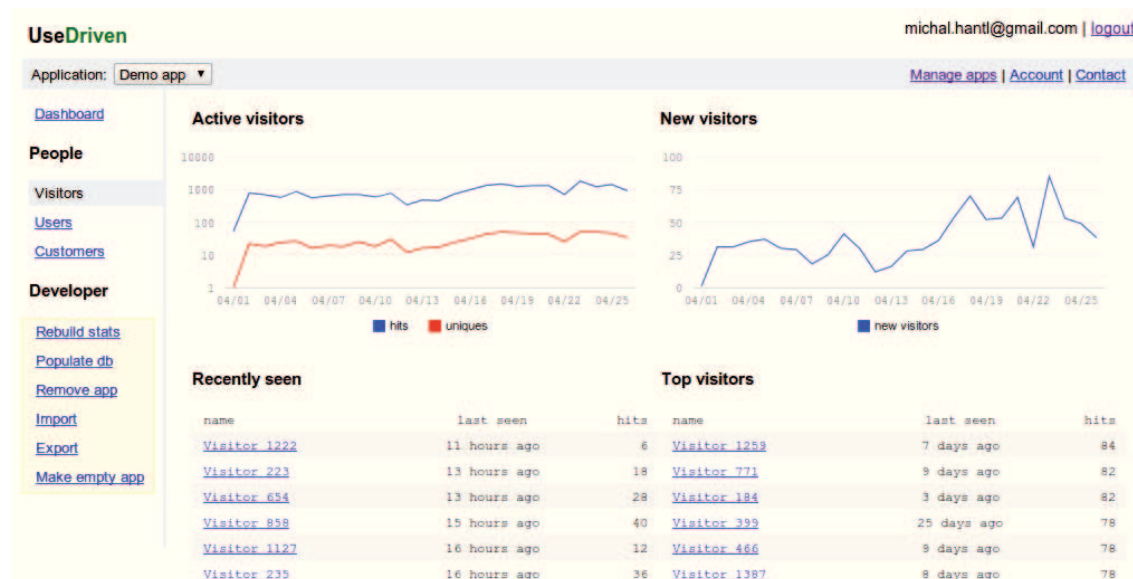 UseDriven
michal.hantl@gmail.com | logout
Application: Demo app ▼
Manage apps | Account | Contact
Dashboard
People
Visitors
Users
Customers
Developer
Rebuild stats
Populate db
Remove app
Import
Export
Make empty app
Active visitors
10000
1000
100
10
1
04/01 04/04 04/07 04/10 04/13 04/16 04/19 04/22 04/25
hits uniques
New visitors
100
75
50
25
0
04/01 04/04 04/07 04/10 04/13 04/16 04/19 04/22 04/25
new visitors
Recently seen
name last seen hits
Visitor 1222 11 hours ago 6
Visitor 223 13 hours ago 18
Visitor 654 13 hours ago 28
Visitor 858 15 hours ago 40
Visitor 1127 16 hours ago 12
Visitor 235 16 hours ago 36
Top visitors
name last seen hits
Visitor 1259 7 days ago 84
Visitor 771 9 days ago 82
Visitor 184 3 days ago 82
Visitor 399 25 days ago 78
Visitor 466 9 days ago 78
Visitor 1387 8 days ago 78